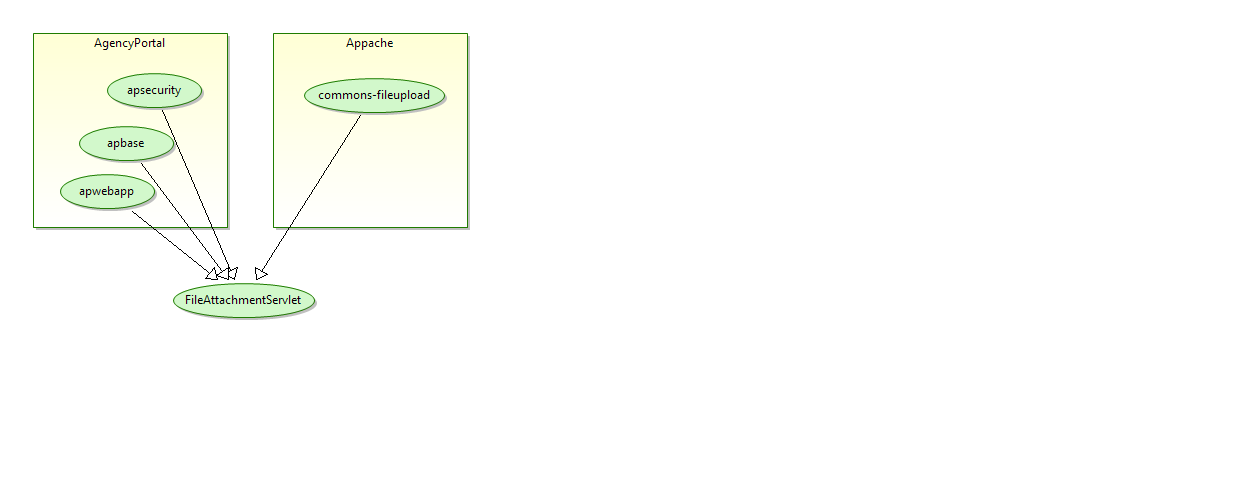 AgencyPortal
apsecurity
apbase
apwebapp
Appache
commons-fileupload
FileAttachmentServlet